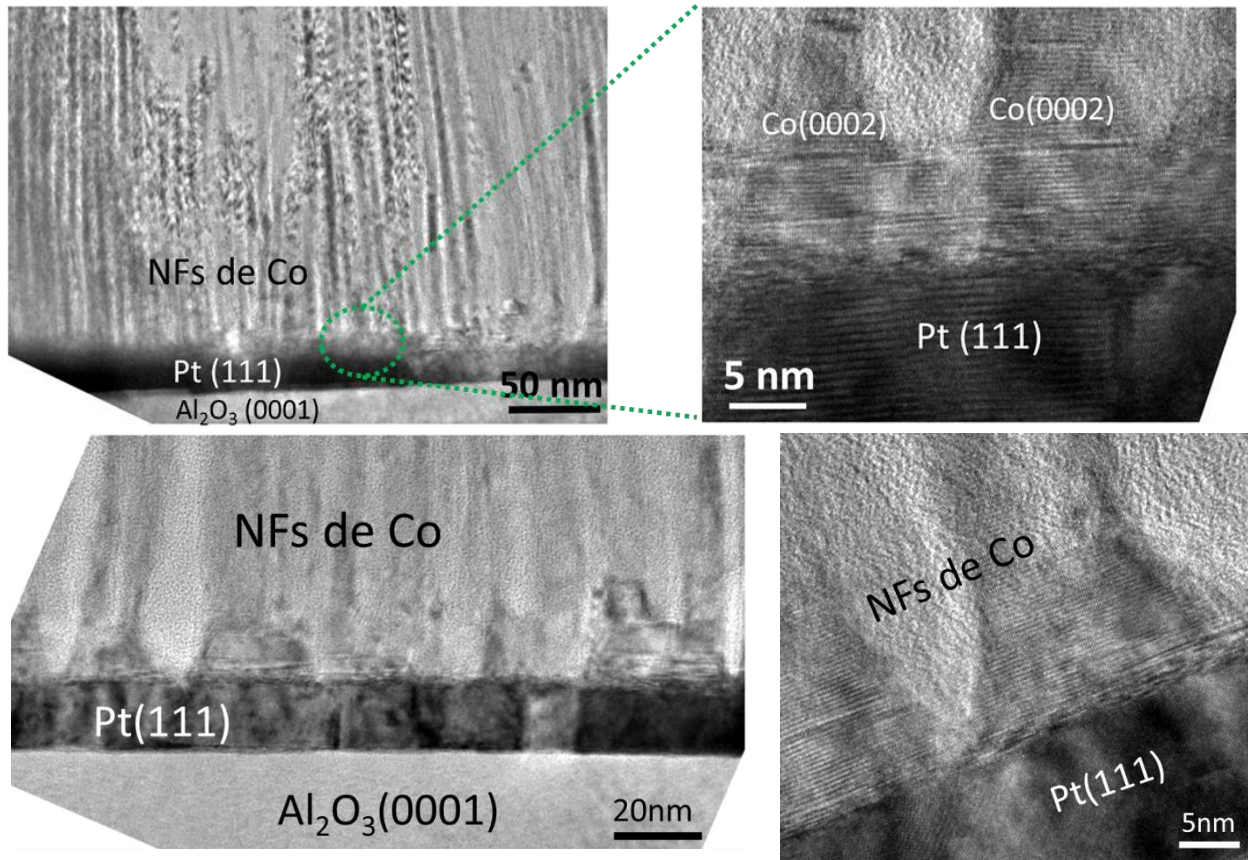 NFs de Co
Pt (111)
50 nm
Al₂O₃ (0001)
Co(0002)
Co(0002)
Pt (111)
5 nm
NFs de Co
Pt(111)
Al₂O₃(0001)
20nm
NFs de Co
Pt(111)
5nm